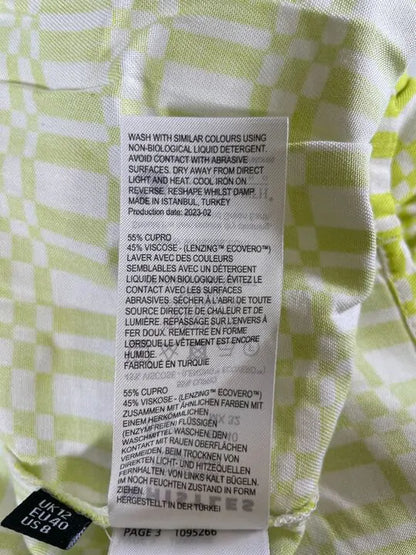 WASH WITH SIMILAR COLOURS USING
NON-BIOLOGICAL LIQUID DETERGENT.
AVOID CONTACT WITH ABRASIVE
SURFACES. DRY AWAY FROM DIRECT
LIGHT AND HEAT. COOL IRON ON
REVERSE. RESHAPE WHILST DAMP.
MADE IN ISTANBUL, TURKEY
Production date: 2023-02
55% CUPRO
45% VISCOSE - (LENZING™ ECOVERO™)
LAVER AVEC DES COULEURS
SEMBLABLES AVEC UN DÉTERGENT
LIQUIDE NON BIOLOGIQUE, ÉVITEZ LE
CONTACT AVEC LES SURFACES
ABRASIVES. SÉCHER À L'ABRI DE TOUTE
SOURCE DIRECTE DE CHALEUR ET DE
LUMIÈRE. REPASSAGE SUR L'ENVERS À
FER DOUX. REMETTRE EN FORME
LORSQUE LE VÊTEMENT EST ENCORE
HUMIDE.
FABRIQUÉ EN TURQUIE
55% CUPRO
45% VISKOSE - (LENZING™ ECOVERO™)
ZUSAMMEN MIT ÄHNLICHEN FARBEN MIT
EINEM HERKÖMMLICHEN
(ENZYMFREIEN) FLÜSSIGEN
WASCHMITTEL WASCHEN. DEN
KONTAKT MIT RAUEN OBERFLÄCHEN
VERMEIDEN. BEIM TROCKNEN VON
DIREKTEN LICHT- UND HITZEQUELLEN
FERNHALTEN. VON LINKS KALT BÜGELN.
IM NOCH FEUCHTEN ZUSTAND IN FORM
ZIEHEN.
HERGESTELLT IN DER TÜRKEI
PAGE 3 1095266
UK 12
EU 40
US 8